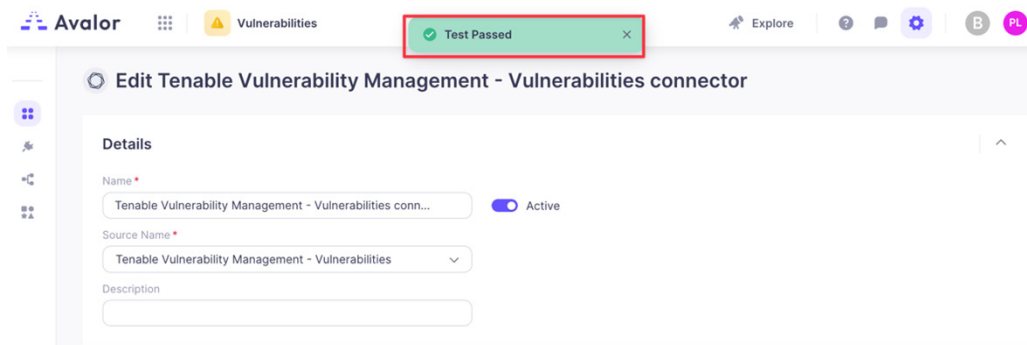 Avalor
Vulnerabilities
Test Passed
Explore
B
PL
Edit Tenable Vulnerability Management - Vulnerabilities connector
Details
Name *
Tenable Vulnerability Management - Vulnerabilities conn...
Active
Source Name *
Tenable Vulnerability Management - Vulnerabilities
Description